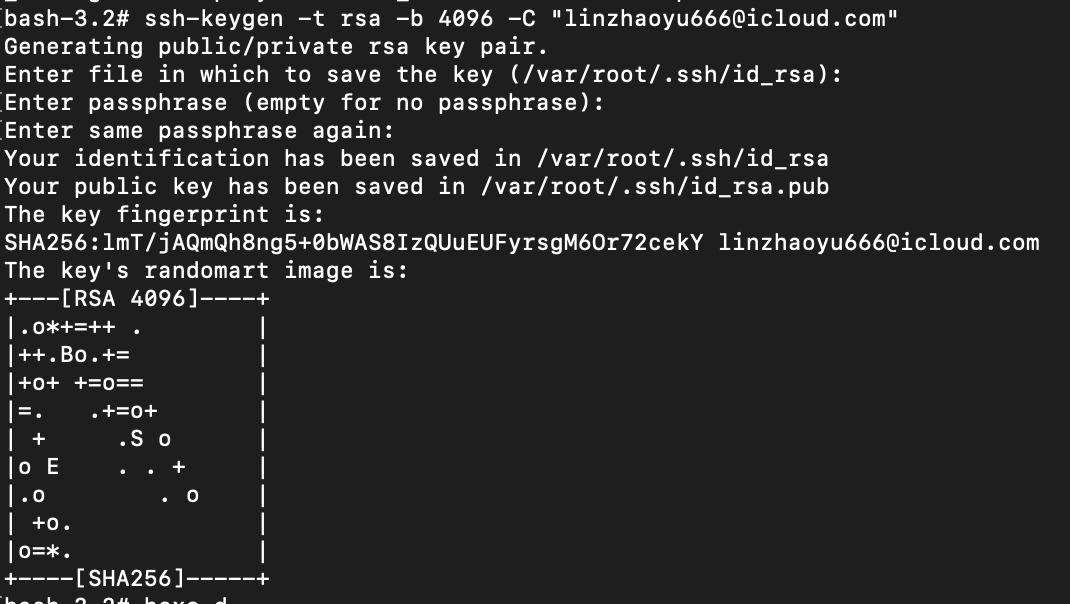 bash-3.2# ssh-keygen -t rsa -b 4096 -C "linzhaoyu666@icloud.com"
Generating public/private rsa key pair.
Enter file in which to save the key (/var/root/.ssh/id_rsa):
Enter passphrase (empty for no passphrase):
Enter same passphrase again:
Your identification has been saved in /var/root/.ssh/id_rsa
Your public key has been saved in /var/root/.ssh/id_rsa.pub
The key fingerprint is:
SHA256:lmT/jAQmQh8ng5+0bWAS8IzQUuEUFyrsgM6Or72cekY linzhaoyu666@icloud.com
The key's randomart image is:
+---[RSA 4096]----+
|.o*+=++ .        |
|++.Bo.+=         |
|+o+ +=o==        |
|=.   .+=o+       |
| +     .S o      |
|o E    . . +     |
|.o        . o    |
| +o.             |
|o=*.             |
+----[SHA256]-----+